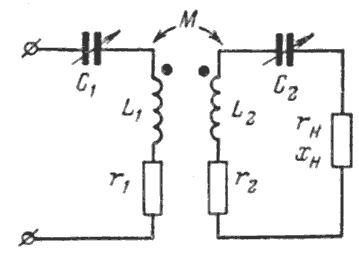 M
C₁
L₁
L₂
C₂
r₁
r₂
rн
xн